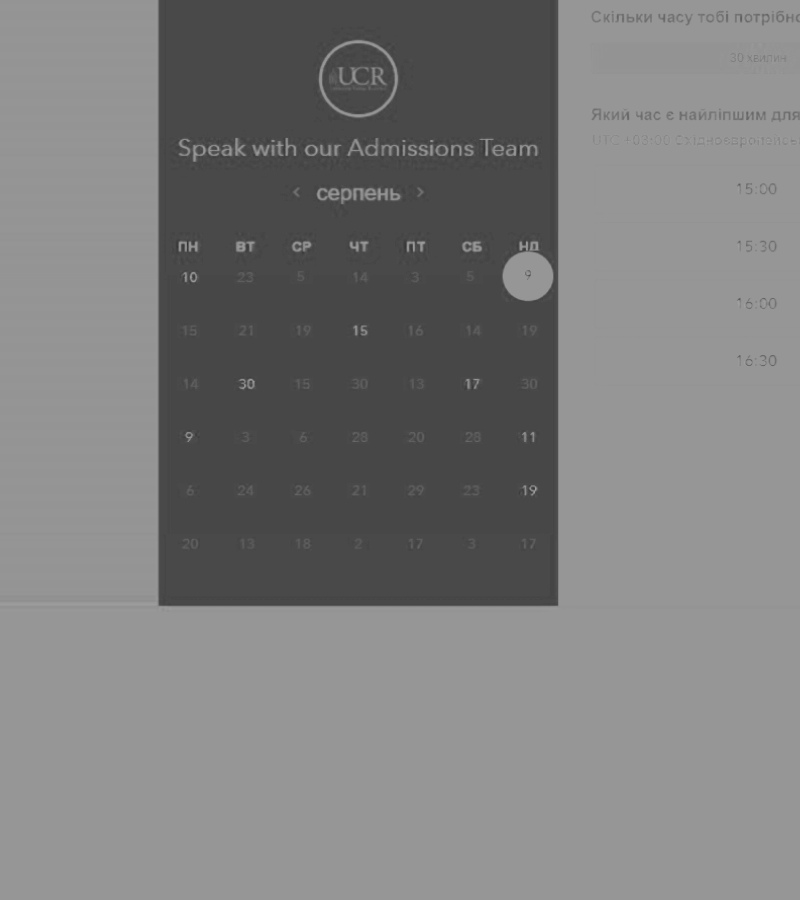 UCR
Speak with our Admissions Team
‹ серпень ›
ПН ВТ СР ЧТ ПТ СБ НД
10 23 5 14 3 5 9
15 21 19 15 16 14 19
14 30 15 30 13 17 30
9 3 6 28 20 28 11
6 24 26 21 29 23 19
20 13 18 2 17 3 17
Скільки часу тобі
30 хвилин
Який час є найліпшим для
UTC +03:00
15:00
15:30
16:00
16:30